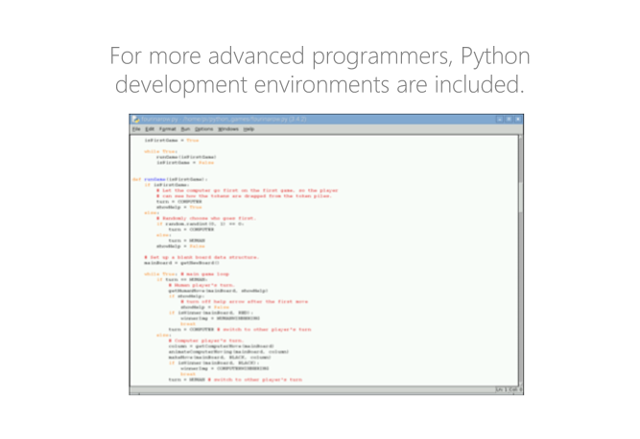 For more advanced programmers, Python
development environments are included.
File Edit Format Run Options Windows Help
isFirstGame = True
while True:
runGame(isFirstGame)
isFirstGame = False
def runGame(isFirstGame):
if isFirstGame:
# Let the computer go first on the first game, so the player
# can see how the tokens are dragged from the token piles.
turn = COMPUTER
showHelp = True
else:
# Randomly choose who goes first.
if random.randint(0, 1) == 0:
turn = COMPUTER
else:
turn = HUMAN
showHelp = False
# Set up a blank board data structure.
mainBoard = getNewBoard()
while True: # main game loop
if turn == HUMAN:
# Human player's turn.
getHumanMove(mainBoard, showHelp)
if showHelp:
# turn off help arrow after the first move
showHelp = False
if isWinner(mainBoard, RED):
winnerImg = HUMANWINNERIMG
break
turn = COMPUTER # switch to other player's turn
else:
# Computer player's turn.
column = getComputerMove(mainBoard)
animateComputerMoving(mainBoard, column)
makeMove(mainBoard, BLACK, column)
if isWinner(mainBoard, BLACK):
winnerImg = COMPUTERWINNERIMG
break
turn = HUMAN # switch to other player's turn